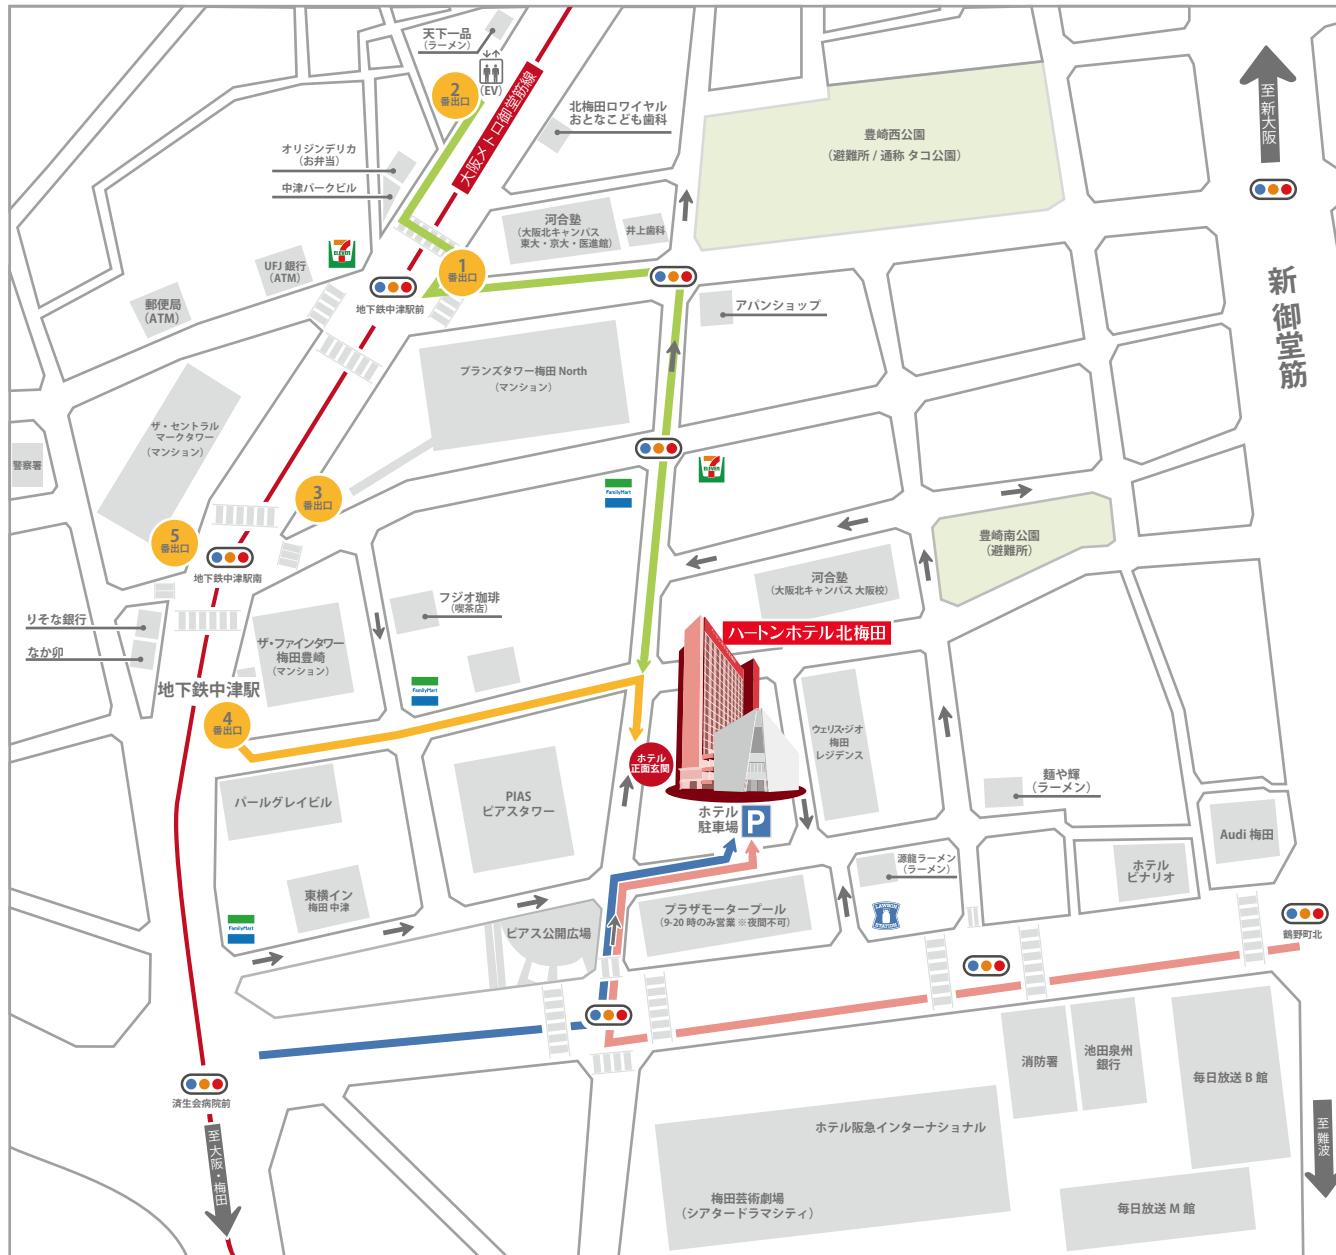 天下一品
(ラーメン)
(EV)
2
番出口
大阪メトロ御堂筋線
北梅田ロワイヤル
おとなこども歯科
オリジンデリカ
(お弁当)
中津パークビル
豊崎西公園
(避難所 / 通称 タコ公園)
至 新大阪
新御堂筋
河合塾
(大阪北キャンパス
東大・京大・医進館)
井上歯科
7
ELEVEN
UFJ 銀行
(ATM)
郵便局
(ATM)
1
番出口
地下鉄中津駅前
アパンショップ
ブランズタワー梅田 North
(マンション)
ザ・セントラル
マークタワー
(マンション)
警察署
3
番出口
5
番出口
地下鉄中津駅南
FamilyMart
7
ELEVEN
豊崎南公園
(避難所)
河合塾
(大阪北キャンパス 大阪校)
フジオ珈琲
(喫茶店)
りそな銀行
なか卯
ザ・ファインタワー
梅田豊崎
(マンション)
ハートンホテル北梅田
地下鉄中津駅
FamilyMart
4
番出口
ホテル
正面玄関
ウェリス・ジオ
梅田
レジデンス
パールグレイビル
PIAS
ピアスタワー
ホテル
駐車場
P
麺や輝
(ラーメン)
Audi 梅田
源龍ラーメン
(ラーメン)
ホテル
ビナリオ
東横イン
梅田 中津
FamilyMart
ピアス公開広場
プラザモータープール
(9-20 時のみ営業 ※夜間不可)
LAWSON
STATION
鶴野町北
消防署
池田泉州
銀行
毎日放送 B 館
済生会病院前
至 大阪・梅田
ホテル阪急インターナショナル
梅田芸術劇場
(シアタードラマシティ)
毎日放送 M 館
至 難波